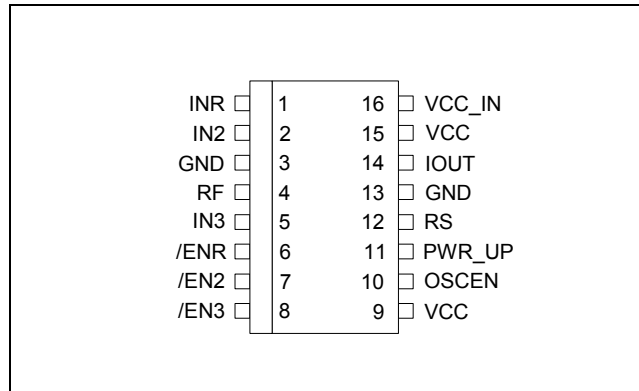 INR 1 16 VCC_IN
IN2 2 15 VCC
GND 3 14 IOUT
RF 4 13 GND
IN3 5 12 RS
/ENR 6 11 PWR_UP
/EN2 7 10 OSCEN
/EN3 8 9 VCC